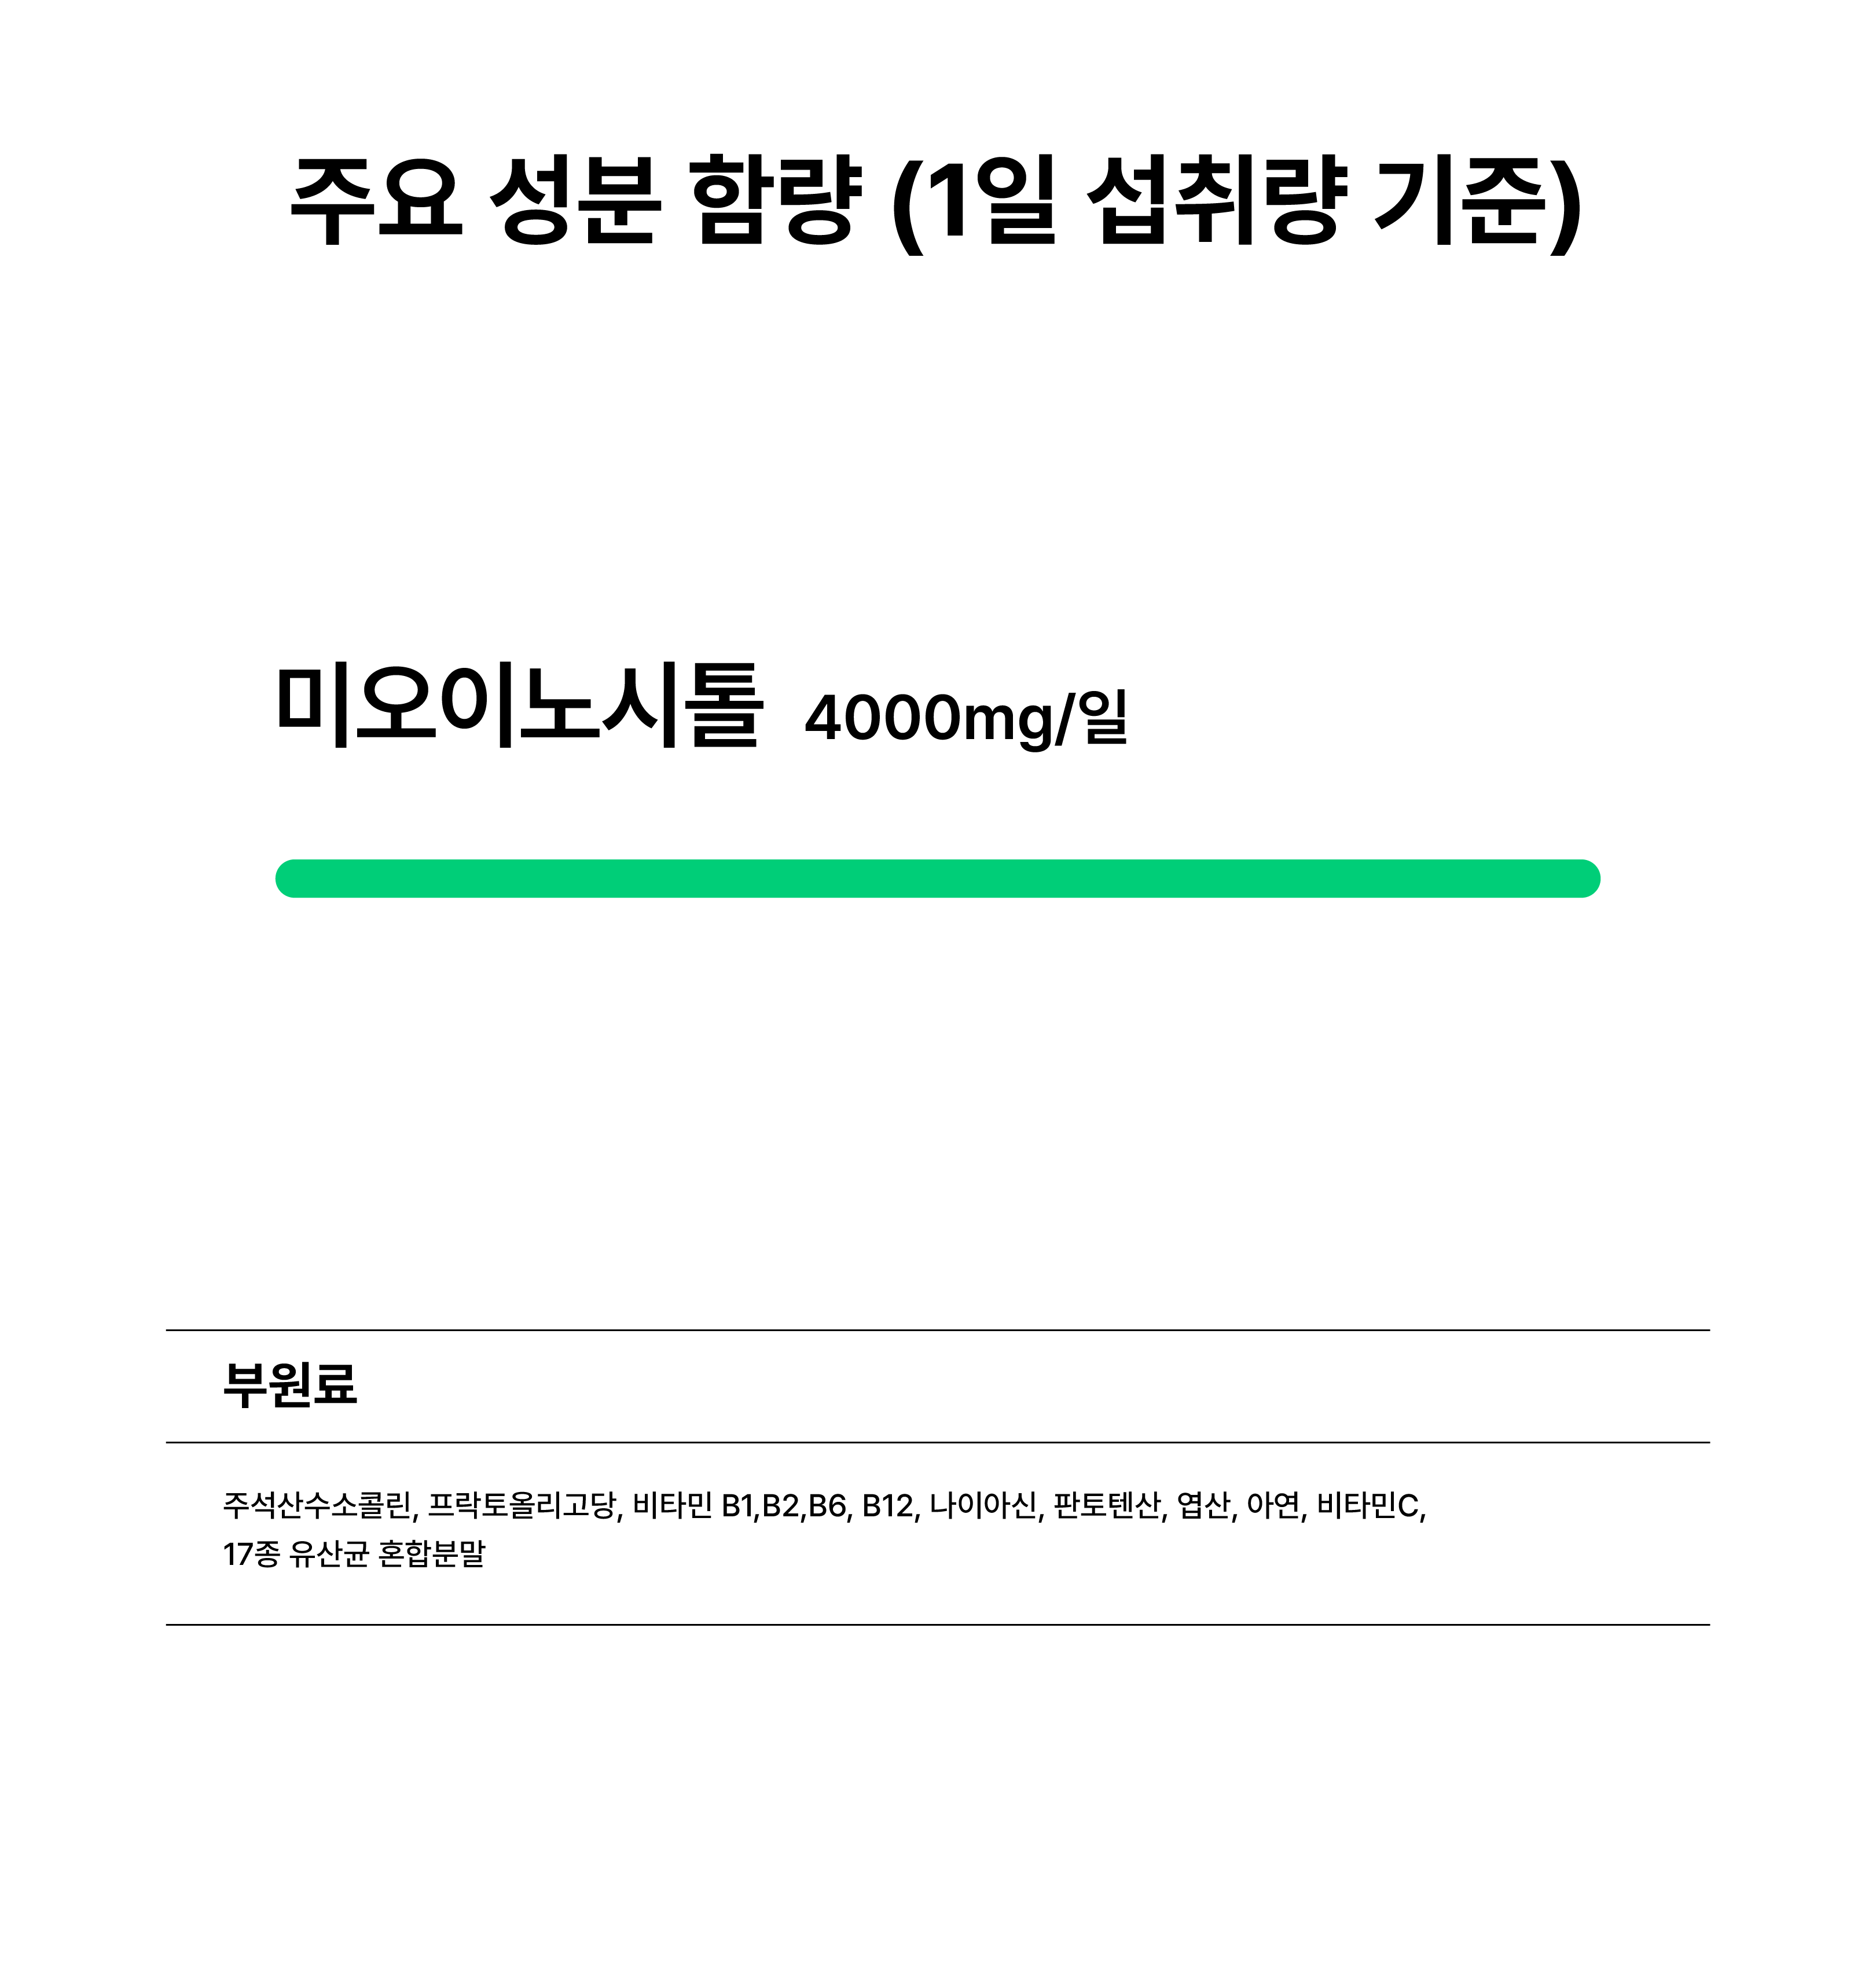 주요 성분 함량 (1일 섭취량 기준)
미오이노시톨 4000mg/일
부원료
주석산수소콜린, 프락토올리고당, 비타민 B1,B2,B6, B12, 나이아신, 판토텐산, 엽산, 아연, 비타민C,
17종 유산균 혼합분말